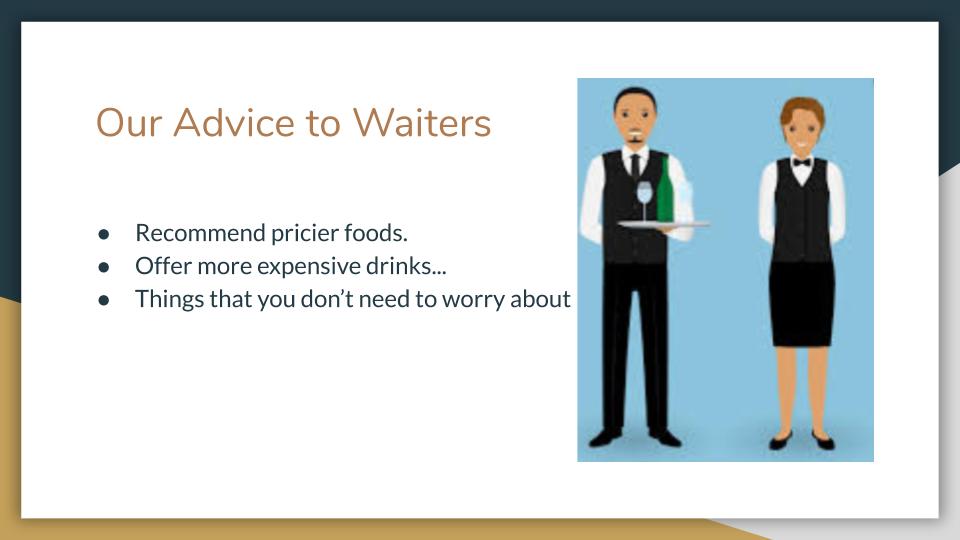 Our Advice to Waiters
● Recommend pricier foods.
● Offer more expensive drinks...
● Things that you don’t need to worry about